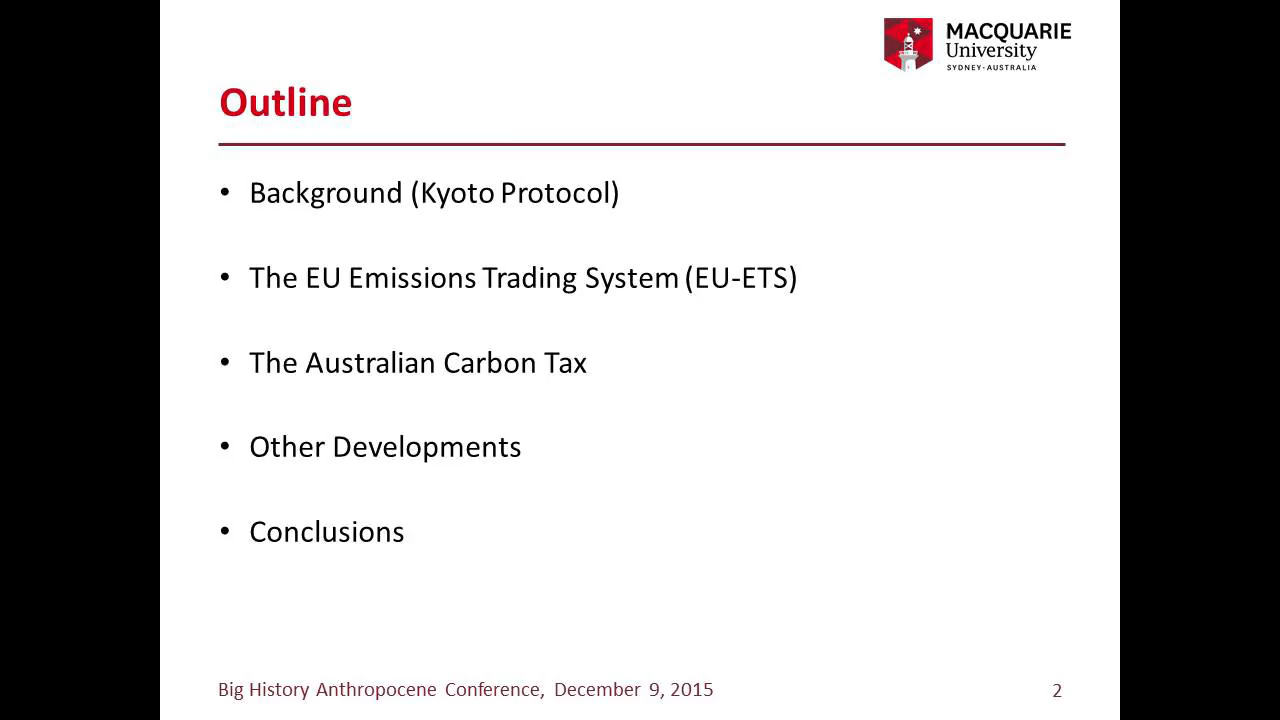 MACQUARIE
University
SYDNEY·AUSTRALIA
Outline
• Background (Kyoto Protocol)
• The EU Emissions Trading System (EU-ETS)
• The Australian Carbon Tax
• Other Developments
• Conclusions
Big History Anthropocene Conference, December 9, 2015
2